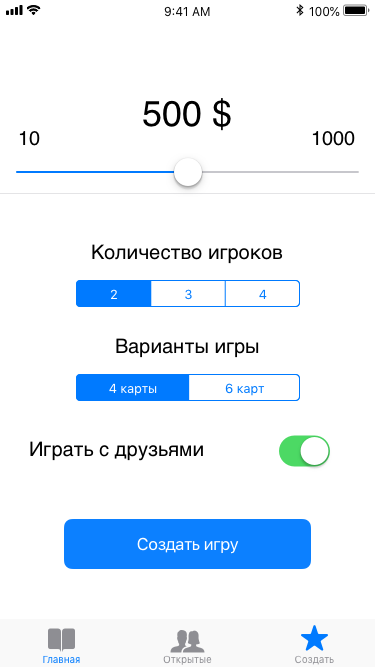 9:41 AM 100%
500 $
10 1000
Количество игроков
2 3 4
Варианты игры
4 карты 6 карт
Играть с друзьями
Создать игру
Главная Открытые Создать